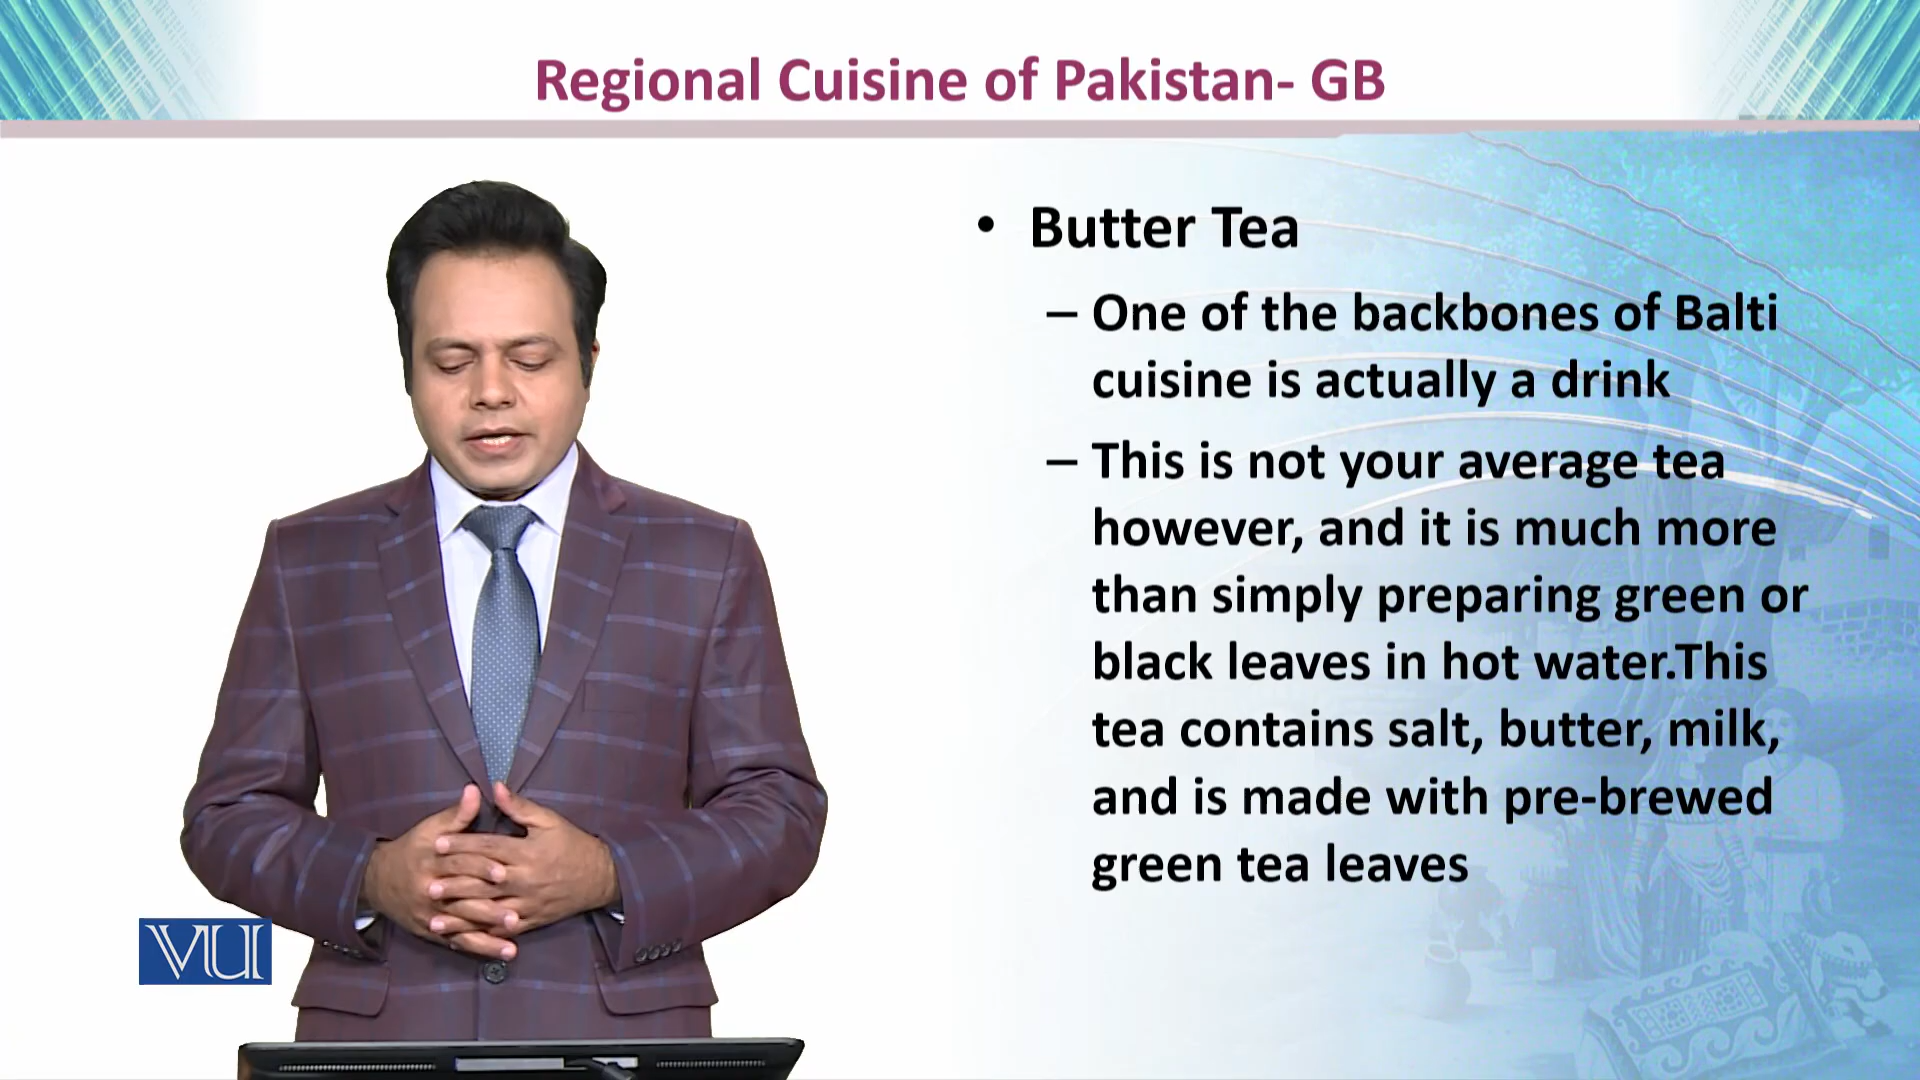 Regional Cuisine of Pakistan- GB
• Butter Tea
– One of the backbones of Balti
cuisine is actually a drink
– This is not your average tea
however, and it is much more
than simply preparing green or
black leaves in hot water.This
tea contains salt, butter, milk,
and is made with pre-brewed
green tea leaves
VU